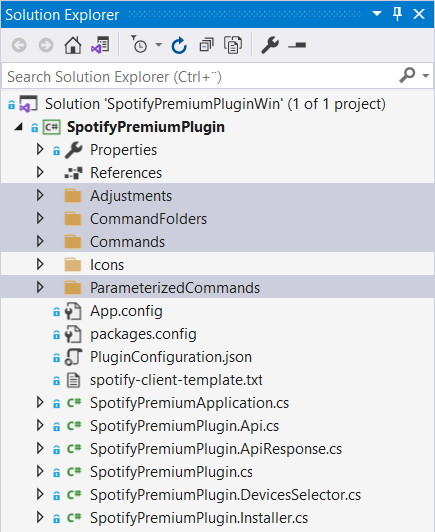 Solution Explorer
Search Solution Explorer (Ctrl+¨)
Solution 'SpotifyPremiumPluginWin' (1 of 1 project)
C# SpotifyPremiumPlugin
Properties
References
Adjustments
CommandFolders
Commands
Icons
ParameterizedCommands
App.config
packages.config
PluginConfiguration.json
spotify-client-template.txt
C# SpotifyPremiumApplication.cs
C# SpotifyPremiumPlugin.Api.cs
C# SpotifyPremiumPlugin.ApiResponse.cs
C# SpotifyPremiumPlugin.cs
C# SpotifyPremiumPlugin.DevicesSelector.cs
C# SpotifyPremiumPlugin.Installer.cs